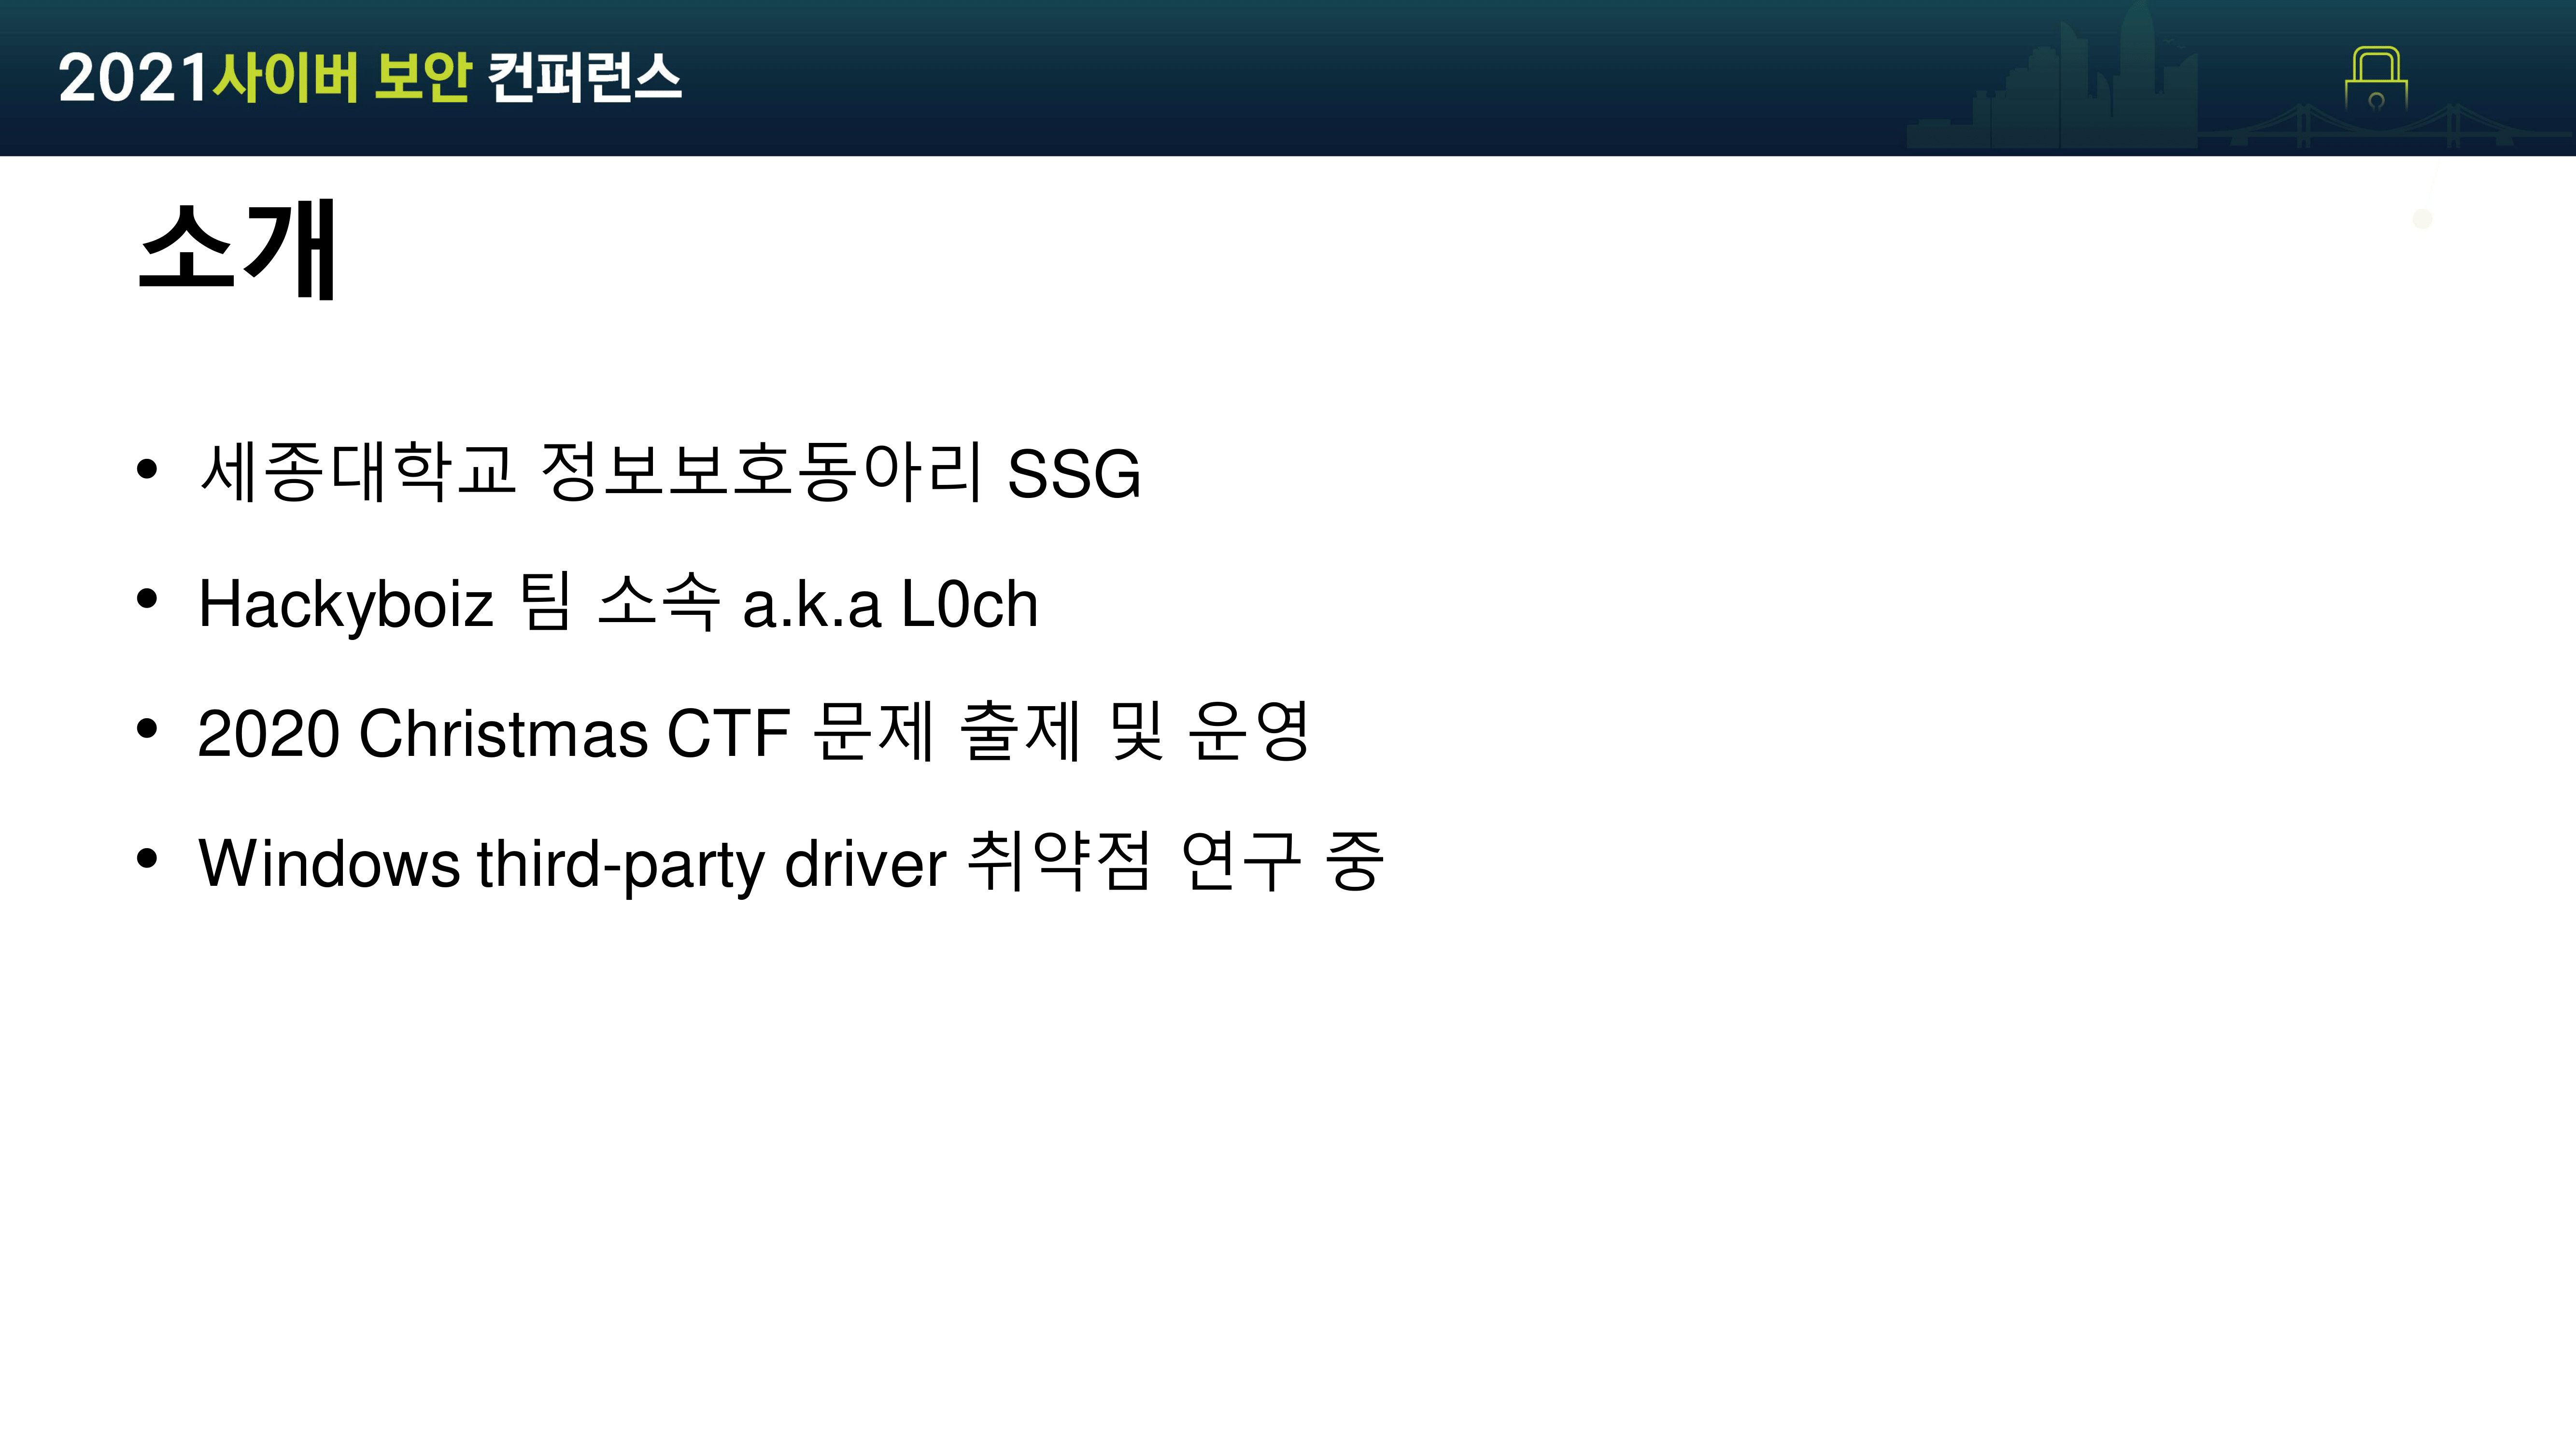 2021사이버 보안 컨퍼런스
소개
• 세종대학교 정보보호동아리 SSG
• Hackyboiz 팀 소속 a.k.a L0ch
• 2020 Christmas CTF 문제 출제 및 운영
• Windows third-party driver 취약점 연구 중